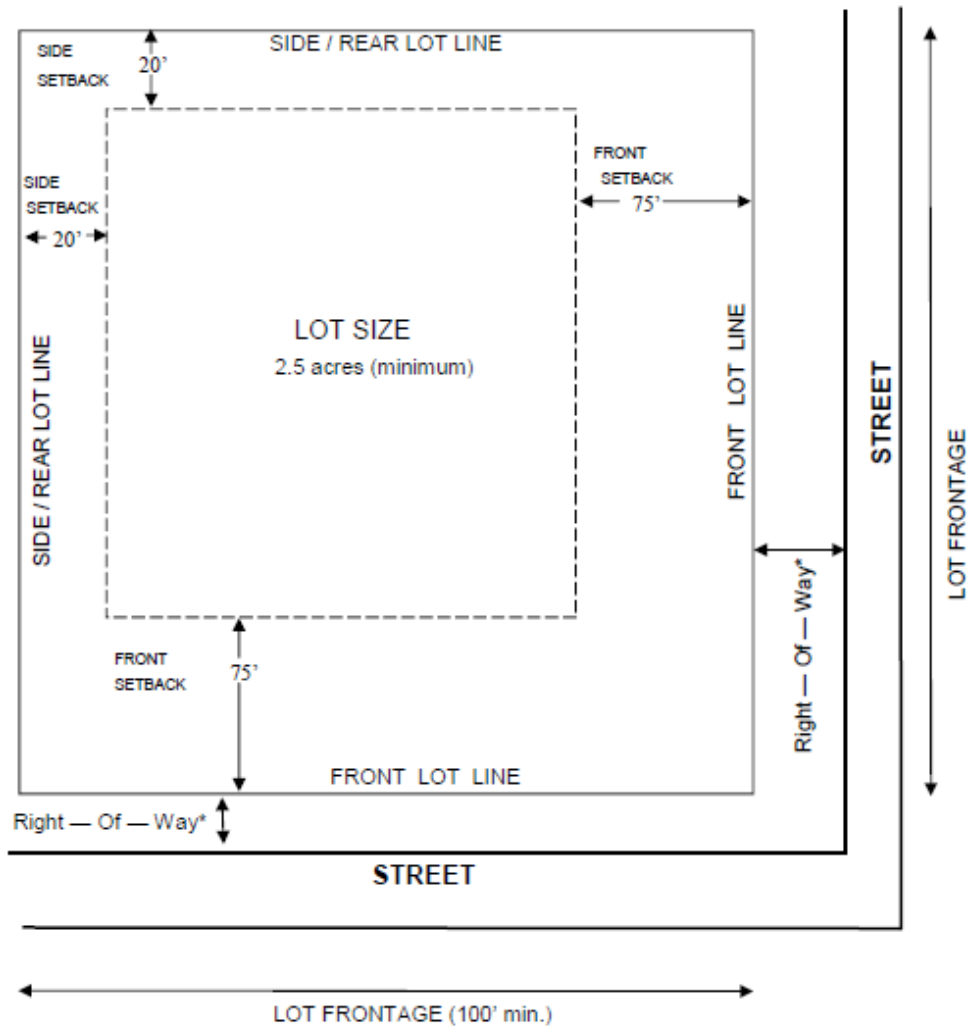 SIDE / REAR LOT LINE
SIDE
SETBACK
20'
FRONT
SETBACK
75'
SIDE
SETBACK
20'
LOT SIZE
2.5 acres (minimum)
SIDE / REAR LOT LINE
FRONT LOT LINE
STREET
LOT FRONTAGE
Right — Of — Way*
FRONT
SETBACK
75'
FRONT LOT LINE
Right — Of — Way*
STREET
LOT FRONTAGE (100' min.)